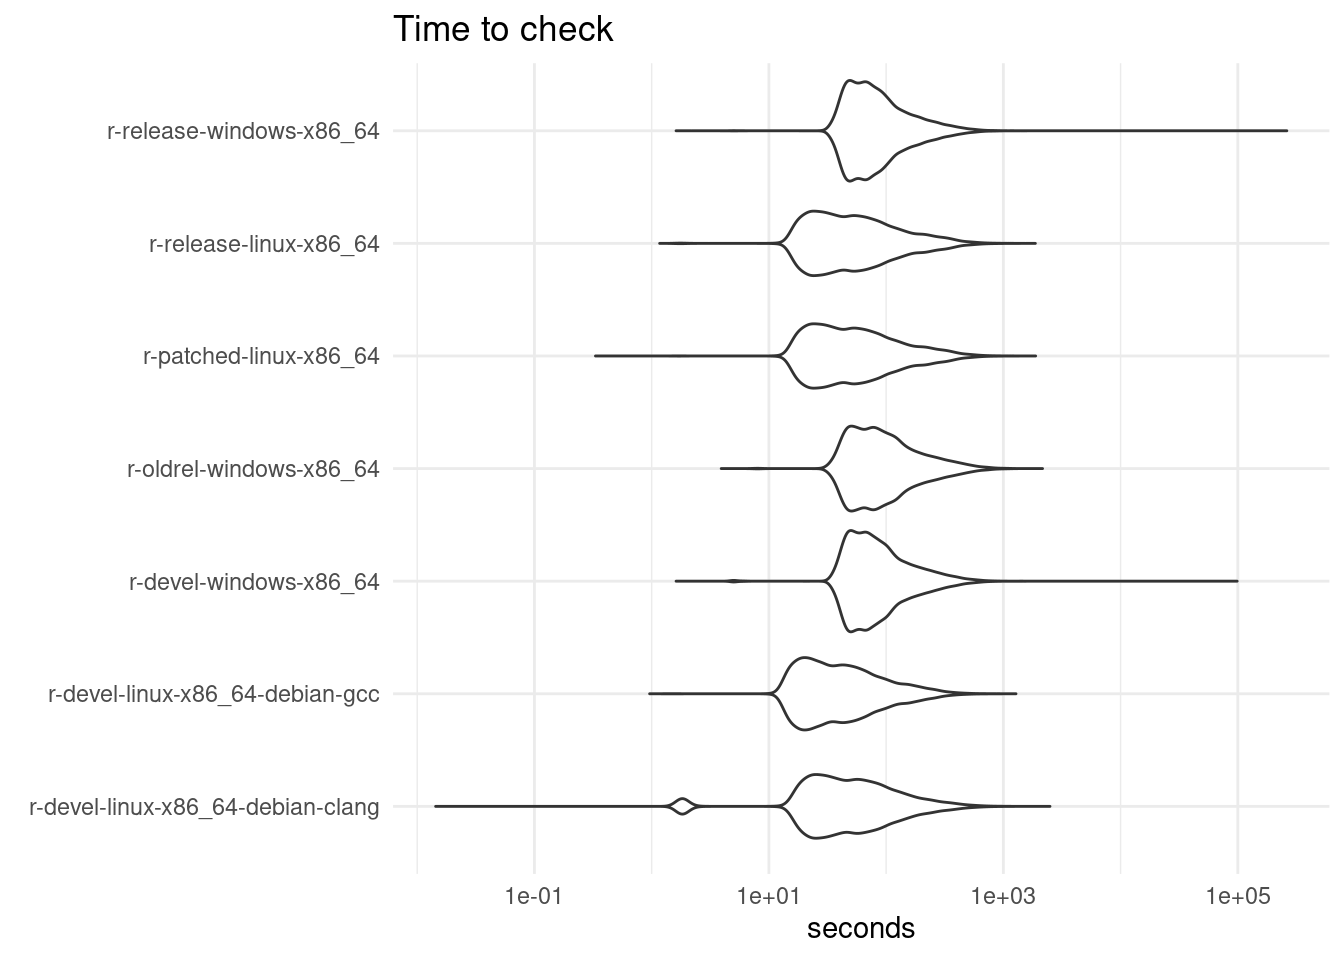 Time to check
r-release-windows-x86_64
r-release-linux-x86_64
r-patched-linux-x86_64
r-oldrel-windows-x86_64
r-devel-windows-x86_64
r-devel-linux-x86_64-debian-gcc
r-devel-linux-x86_64-debian-clang
1e-01 1e+01 1e+03 1e+05
seconds